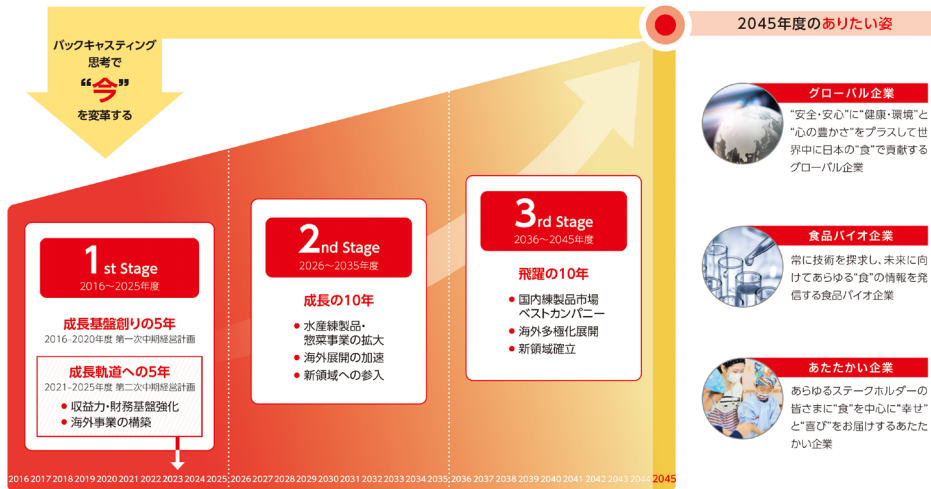 バックキャスティング
思考で
“今”
を変革する
2045年度のありたい姿
1st Stage
2016～2025年度
成長基盤創りの5年
2016–2020年度 第一次中期経営計画
成長軌道への5年
2021–2025年度 第二次中期経営計画
● 収益力・財務基盤強化
● 海外事業の構築
2nd Stage
2026～2035年度
成長の10年
● 水産練製品・
惣菜事業の拡大
● 海外展開の加速
● 新領域への参入
3rd Stage
2036～2045年度
飛躍の10年
● 国内練製品市場
ベストカンパニー
● 海外多極化展開
● 新領域確立
2016 2017 2018 2019 2020 2021 2022 2023 2024 2025 2026 2027 2028 2029 2030 2031 2032 2033 2034 2035 2036 2037 2038 2039 2040 2041 2042 2043 2044 2045
グローバル企業
“安全・安心”に“健康・環境”と
“心の豊かさ”をプラスして世
界中に日本の“食”で貢献する
グローバル企業
食品バイオ企業
常に技術を探求し、未来に向
けてあらゆる“食”の情報を発
信する食品バイオ企業
あたたかい企業
あらゆるステークホルダーの
皆さまに“食”を中心に“幸せ”
と“喜び”をお届けするあたた
かい企業